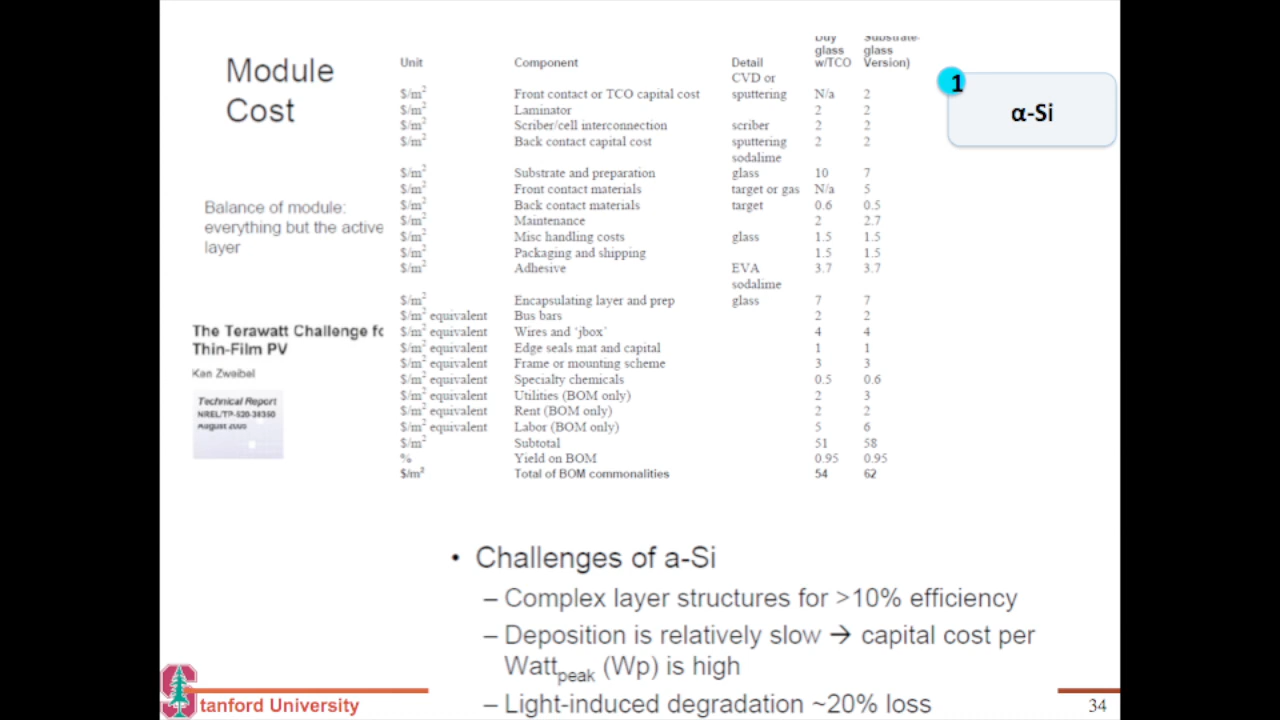 Module
Cost
Balance of module:
everything but the active
layer
The Terawatt Challenge fo
Thin-Film PV
Ken Zweibel
Technical Report
NREL/TP-520-38350
August 2005
Buy Substrate-
glass glass
Unit Component Detail w/TCO Version)
CVD or
$/m² Front contact or TCO capital cost sputtering N/a 2
$/m² Laminator 2 2
$/m² Scriber/cell interconnection scriber 2 2
$/m² Back contact capital cost sputtering 2 2
sodalime
$/m² Substrate and preparation glass 10 7
$/m² Front contact materials target or gas N/a 5
$/m² Back contact materials target 0.6 0.5
$/m² Maintenance 2 2.7
$/m² Misc handling costs glass 1.5 1.5
$/m² Packaging and shipping 1.5 1.5
$/m² Adhesive EVA 3.7 3.7
sodalime
$/m² Encapsulating layer and prep glass 7 7
$/m² equivalent Bus bars 2 2
$/m² equivalent Wires and ‘jbox’ 4 4
$/m² equivalent Edge seals mat and capital 1 1
$/m² equivalent Frame or mounting scheme 3 3
$/m² equivalent Specialty chemicals 0.5 0.6
$/m² equivalent Utilities (BOM only) 2 3
$/m² equivalent Rent (BOM only) 2 2
$/m² equivalent Labor (BOM only) 5 6
$/m² Subtotal 51 58
% Yield on BOM 0.95 0.95
$/m² Total of BOM commonalities 54 62
1
α-Si
• Challenges of a-Si
– Complex layer structures for >10% efficiency
– Deposition is relatively slow → capital cost per
Wattpeak (Wp) is high
– Light-induced degradation ~20% loss
Stanford University
34